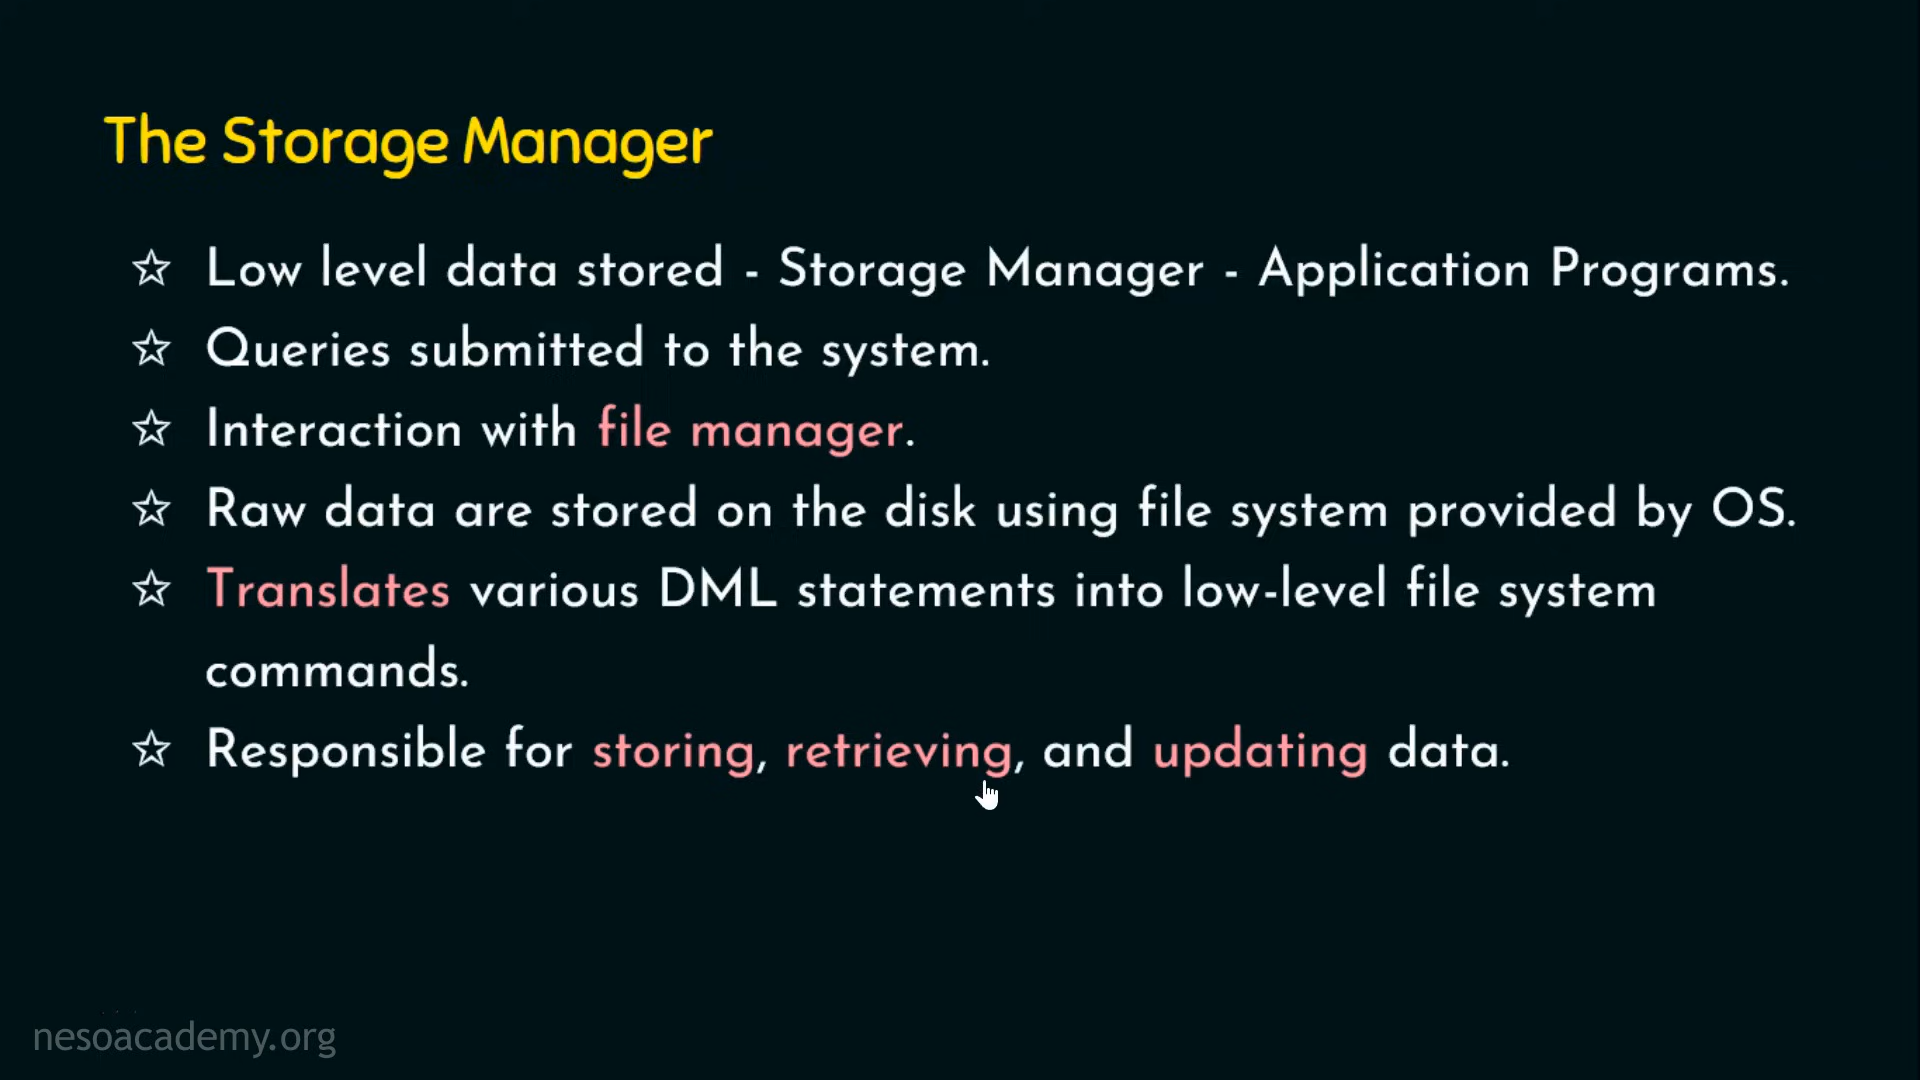 The Storage Manager
☆ Low level data stored - Storage Manager - Application Programs.
☆ Queries submitted to the system.
☆ Interaction with file manager.
☆ Raw data are stored on the disk using file system provided by OS.
☆ Translates various DML statements into low-level file system
commands.
☆ Responsible for storing, retrieving, and updating data.
nesoacademy.org